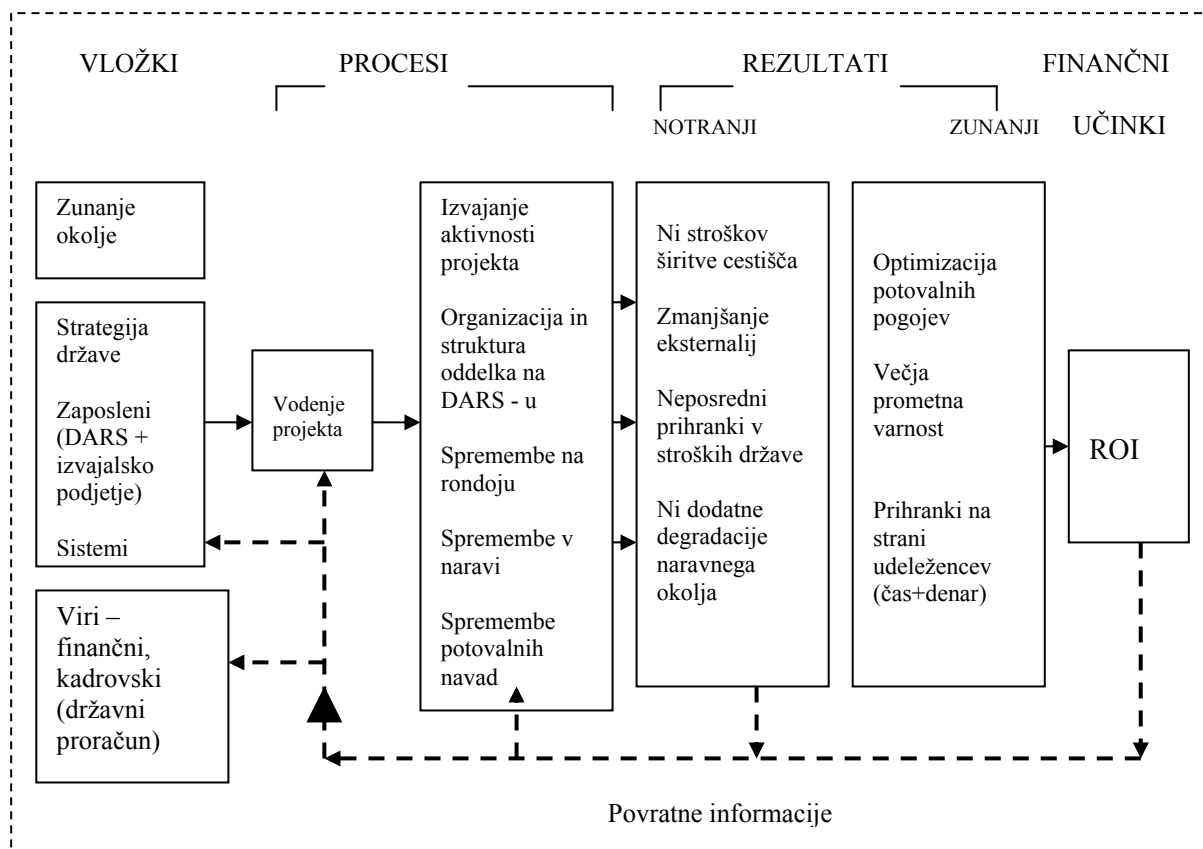 VLOŽKI
PROCESI
REZULTATI
FINANČNI
UČINKI
NOTRANJI
ZUNANJI
Zunanje
okolje
Strategija
države
Zaposleni
(DARS +
izvajalsko
podjetje)
Sistemi
Viri –
finančni,
kadrovski
(državni
proračun)
Vodenje
projekta
Izvajanje
aktivnosti
projekta
Organizacija in
struktura
oddelka na
DARS - u
Spremembe na
rondoju
Spremembe v
naravi
Spremembe
potovalnih
navad
Ni stroškov
širitve cestišča
Zmanjšanje
eksternalij
Neposredni
prihranki v
stroških države
Ni dodatne
degradacije
naravnega
okolja
Optimizacija
potovalnih
pogojev
Večja
prometna
varnost
Prihranki na
strani
udeležencev
(čas+denar)
ROI
Povratne informacije